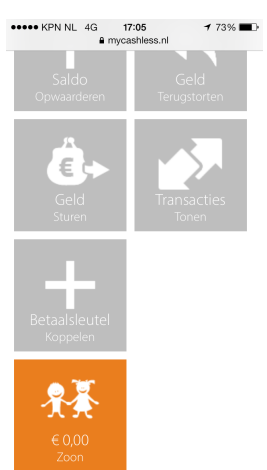 KPN NL 4G 17:05 73%
mycashless.nl
Saldo
Opwaarderen
Geld
Terugstorten
€
Geld
Sturen
Transacties
Tonen
Betaalsleutel
Koppelen
€ 0,00
Zoon